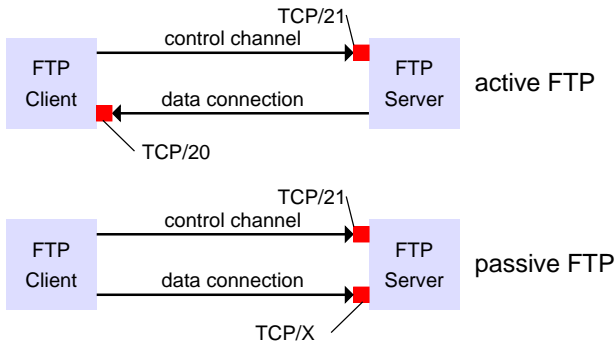 TCP/21
control channel
FTP
Client
FTP
Server
active FTP
data connection
TCP/20
TCP/21
control channel
FTP
Client
FTP
Server
passive FTP
data connection
TCP/X